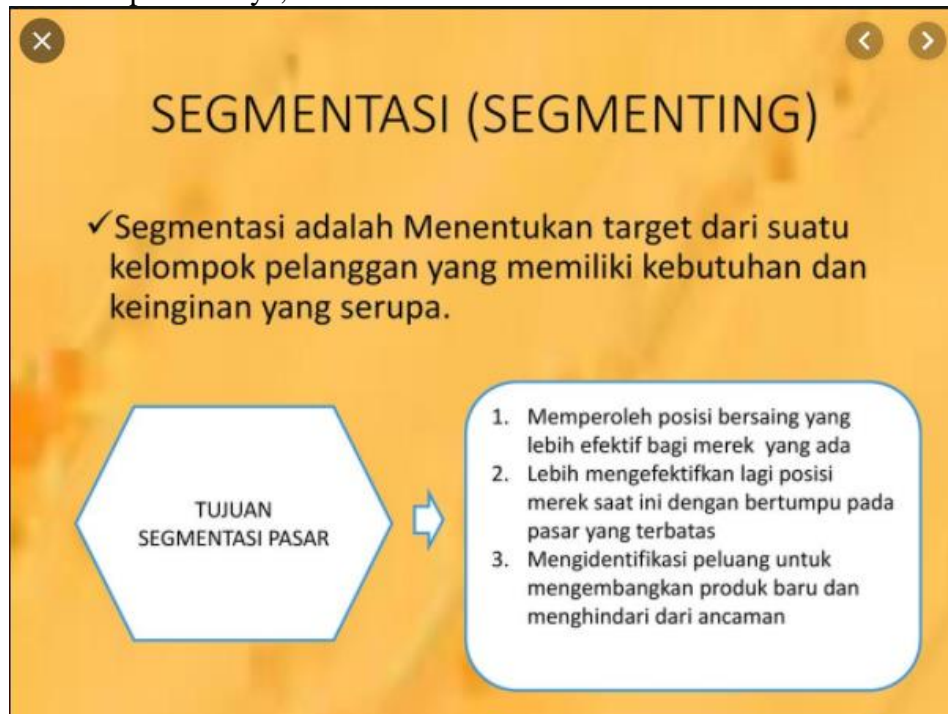 SEGMENTASI (SEGMENTING)
✓Segmentasi adalah Menentukan target dari suatu
kelompok pelanggan yang memiliki kebutuhan dan
keinginan yang serupa.
TUJUAN
SEGMENTASI PASAR
1. Memperoleh posisi bersaing yang
lebih efektif bagi merek yang ada
2. Lebih mengefektifkan lagi posisi
merek saat ini dengan bertumpu pada
pasar yang terbatas
3. Mengidentifikasi peluang untuk
mengembangkan produk baru dan
menghindari dari ancaman